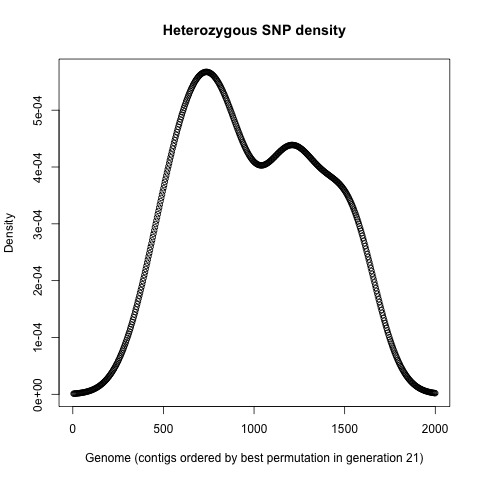 Heterozygous SNP density
Density
5e-04
4e-04
3e-04
2e-04
1e-04
0e+00
0 500 1000 1500 2000
Genome (contigs ordered by best permutation in generation 21)